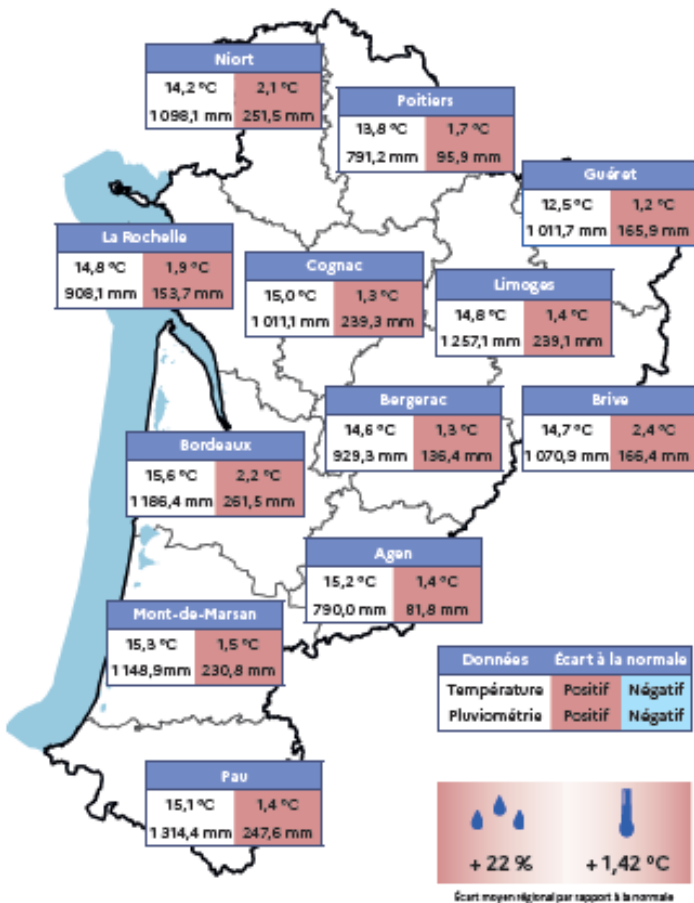 Niort
14,2 °C 2,1 °C
1 098,1 mm 251,5 mm
Poitiers
13,8 °C 1,7 °C
791,2 mm 95,9 mm
Guéret
12,5 °C 1,2 °C
1 011,7 mm 165,9 mm
La Rochelle
14,8 °C 1,9 °C
908,1 mm 153,7 mm
Cognac
15,0 °C 1,3 °C
1 011,1 mm 239,3 mm
Limoges
14,8 °C 1,4 °C
1 257,1 mm 239,1 mm
Bergerac
14,6 °C 1,3 °C
929,3 mm 136,4 mm
Brive
14,7 °C 2,4 °C
1 070,9 mm 166,4 mm
Bordeaux
15,6 °C 2,2 °C
1 186,4 mm 261,5 mm
Agen
15,2 °C 1,4 °C
790,0 mm 81,8 mm
Mont-de-Marsan
15,3 °C 1,5 °C
1 148,9mm 230,8 mm
Données Écart à la normale
Température Positif Négatif
Pluviométrie Positif Négatif
Pau
15,1 °C 1,4 °C
1 314,4 mm 247,6 mm
+ 22 % + 1,42 °C
Écart moyen régional par rapport à la normale